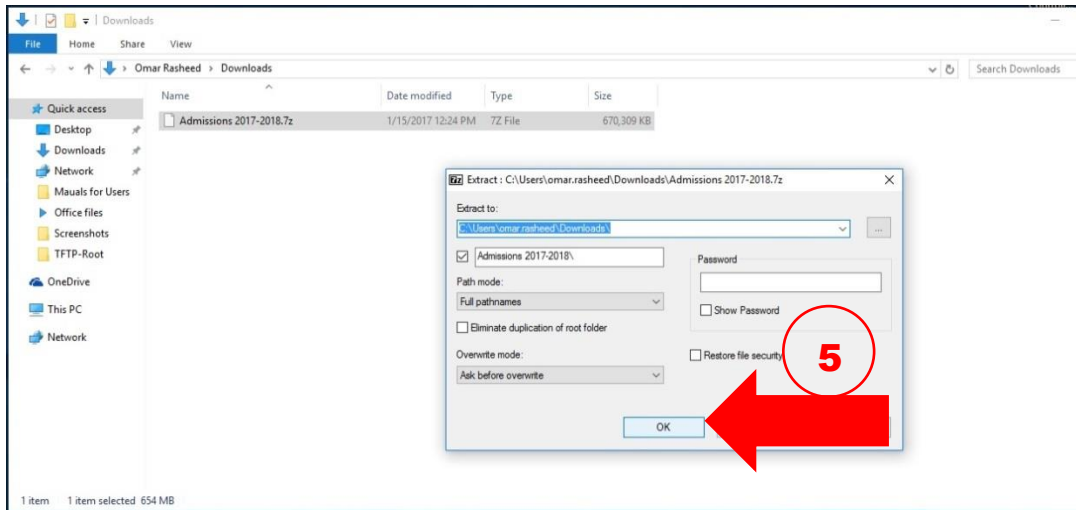 Downloads
File Home Share View
Omar Rasheed > Downloads Search Downloads
Name Date modified Type Size
Quick access
Admissions 2017-2018.7z 1/15/2017 12:24 PM 7Z File 670,309 KB
Desktop
Downloads
Network
Mauals for Users
Office files
Screenshots
TFTP-Root
OneDrive
This PC
Network
Extract : C:\Users\omar.rasheed\Downloads\Admissions 2017-2018.7z
Extract to:
C:\Users\omar.rasheed\Downloads\
...
Admissions 2017-2018\
Password
Path mode:
Full pathnames
Show Password
Eliminate duplication of root folder
Overwrite mode:
Restore file security
Ask before overwrite
5
OK
1 item 1 item selected 654 MB